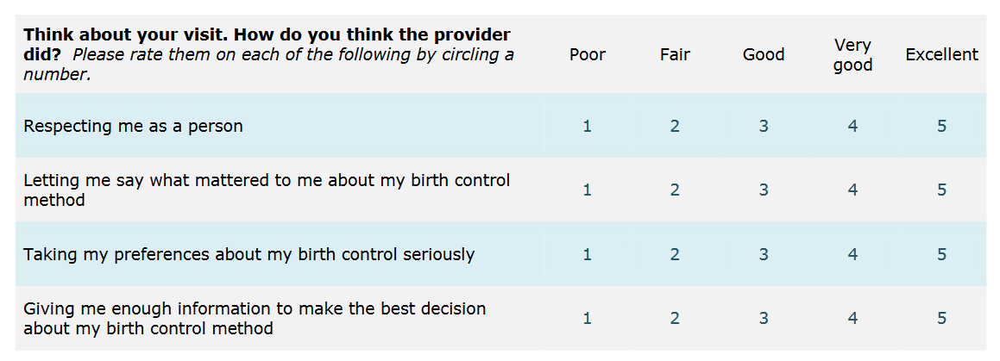 Think about your visit. How do you think the provider
did? Please rate them on each of the following by circling a
number.
Poor Fair Good Very good Excellent
Respecting me as a person 1 2 3 4 5
Letting me say what mattered to me about my birth control
method 1 2 3 4 5
Taking my preferences about my birth control seriously 1 2 3 4 5
Giving me enough information to make the best decision
about my birth control method 1 2 3 4 5